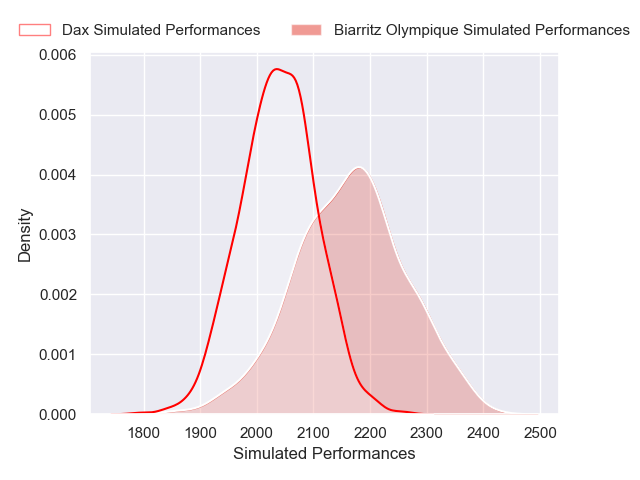 Dax Simulated Performances
Biarritz Olympique Simulated Performances
0.006
0.005
0.004
0.003
0.002
0.001
0.000
Density
1800 1900 2000 2100 2200 2300 2400 2500
Simulated Performances